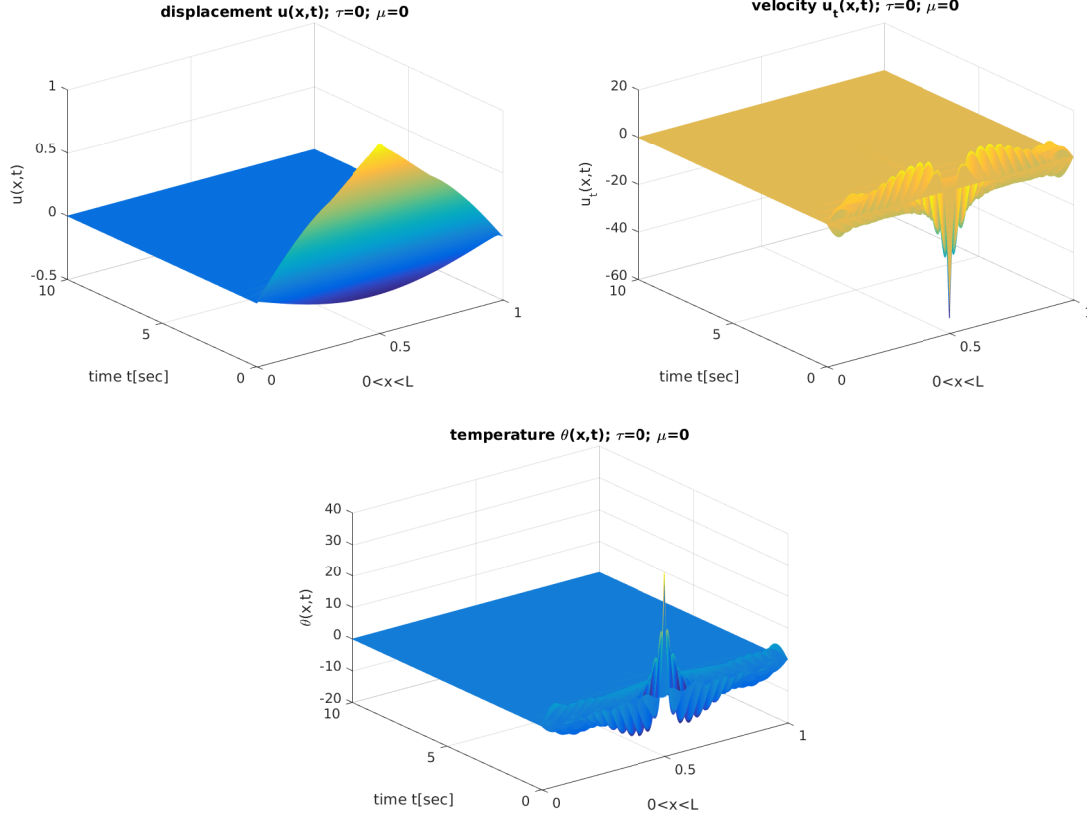 displacement u(x,t); τ=0; μ=0
1
0.5
0
-0.5
u(x,t)
10
5
0
time t[sec]
0
0.5
1
0<x<L
velocity u_t(x,t); τ=0; μ=0
20
0
-20
-40
-60
u_t(x,t)
10
5
0
time t[sec]
0
0.5
1
0<x<L
temperature θ(x,t); τ=0; μ=0
40
30
20
10
0
-10
-20
θ(x,t)
10
5
0
time t[sec]
0
0.5
1
0<x<L